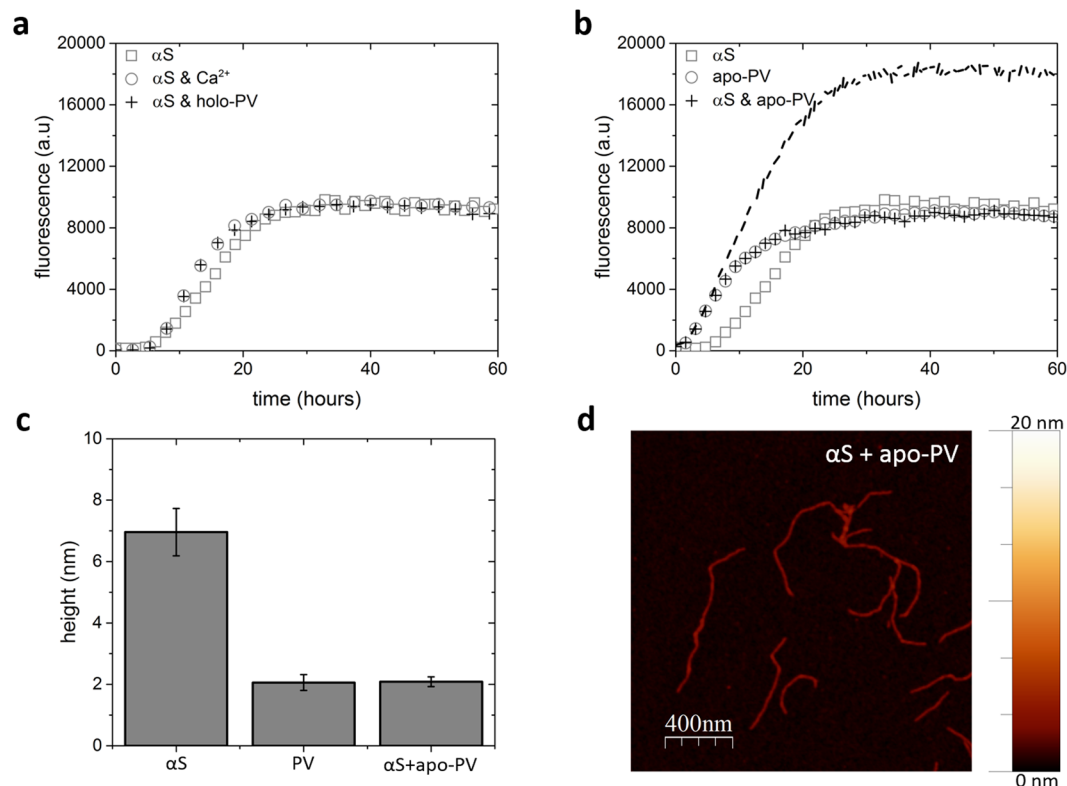 a
20000
16000
12000
8000
4000
0
fluorescence (a.u)
αS
αS & Ca²⁺
αS & holo-PV
0 20 40 60
time (hours)
b
20000
16000
12000
8000
4000
0
fluorescence (a.u)
αS
apo-PV
αS & apo-PV
0 20 40 60
time (hours)
c
10
8
6
4
2
0
height (nm)
αS PV αS+apo-PV
d
αS + apo-PV
400nm
20 nm
0 nm